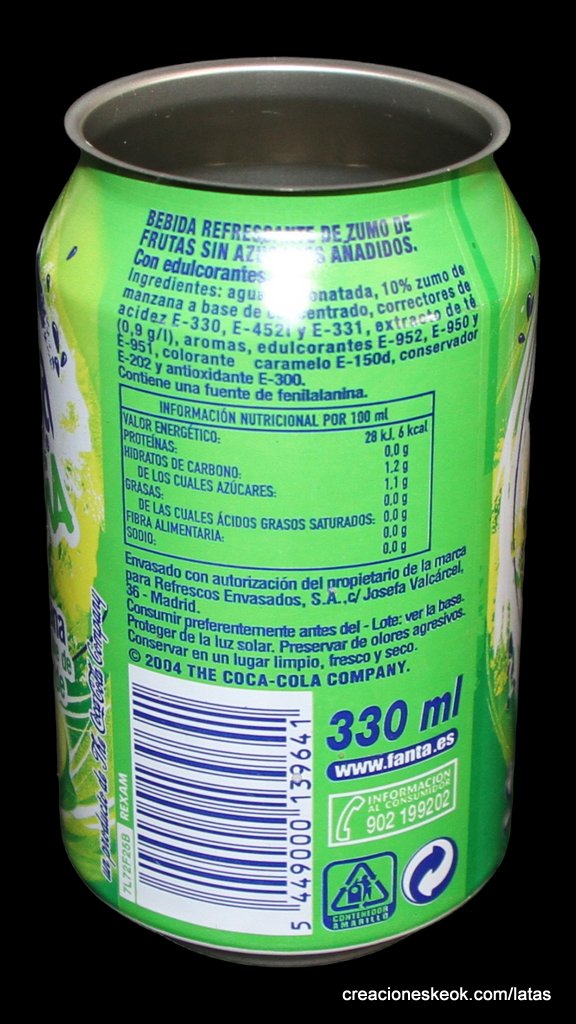 BEBIDA REFRESCANTE DE ZUMO DE
FRUTAS SIN AZÚCARES AÑADIDOS.
Con edulcorantes
Ingredientes: agua carbonatada, 10% zumo de
manzana a base de concentrado, correctores de
acidez E-330, E-452i y E-331, extracto de té
(0,9 g/l), aromas, edulcorantes E-952, E-950 y
E-951, colorante caramelo E-150d, conservador
E-202 y antioxidante E-300.
Contiene una fuente de fenilalanina.
INFORMACIÓN NUTRICIONAL POR 100 ml
VALOR ENERGÉTICO: 28 kJ, 6 kcal
PROTEÍNAS: 0,0 g
HIDRATOS DE CARBONO: 1.2 g
DE LOS CUALES AZÚCARES: 1.1 g
GRASAS: 0.0 g
DE LAS CUALES ÁCIDOS GRASOS SATURADOS: 0.0 g
FIBRA ALIMENTARIA: 0,0 g
SODIO: 0,0 g
Envasado con autorización del propietario de la marca
para Refrescos Envasados, S.A.,c/ Josefa Valcárcel,
36 - Madrid.
Consumir preferentemente antes del - Lote: ver la base.
Proteger de la luz solar. Preservar de olores agresivos.
Conservar en un lugar limpio, fresco y seco.
© 2004 THE COCA-COLA COMPANY.
un producto de The Coca-Cola Company
7L72F25B REXAM
5 449000 139641
330 ml
www.fanta.es
INFORMACION
AL CONSUMIDOR
902 199202
CONTENEDOR
AMARILLO
creacioneskeok.com/latas